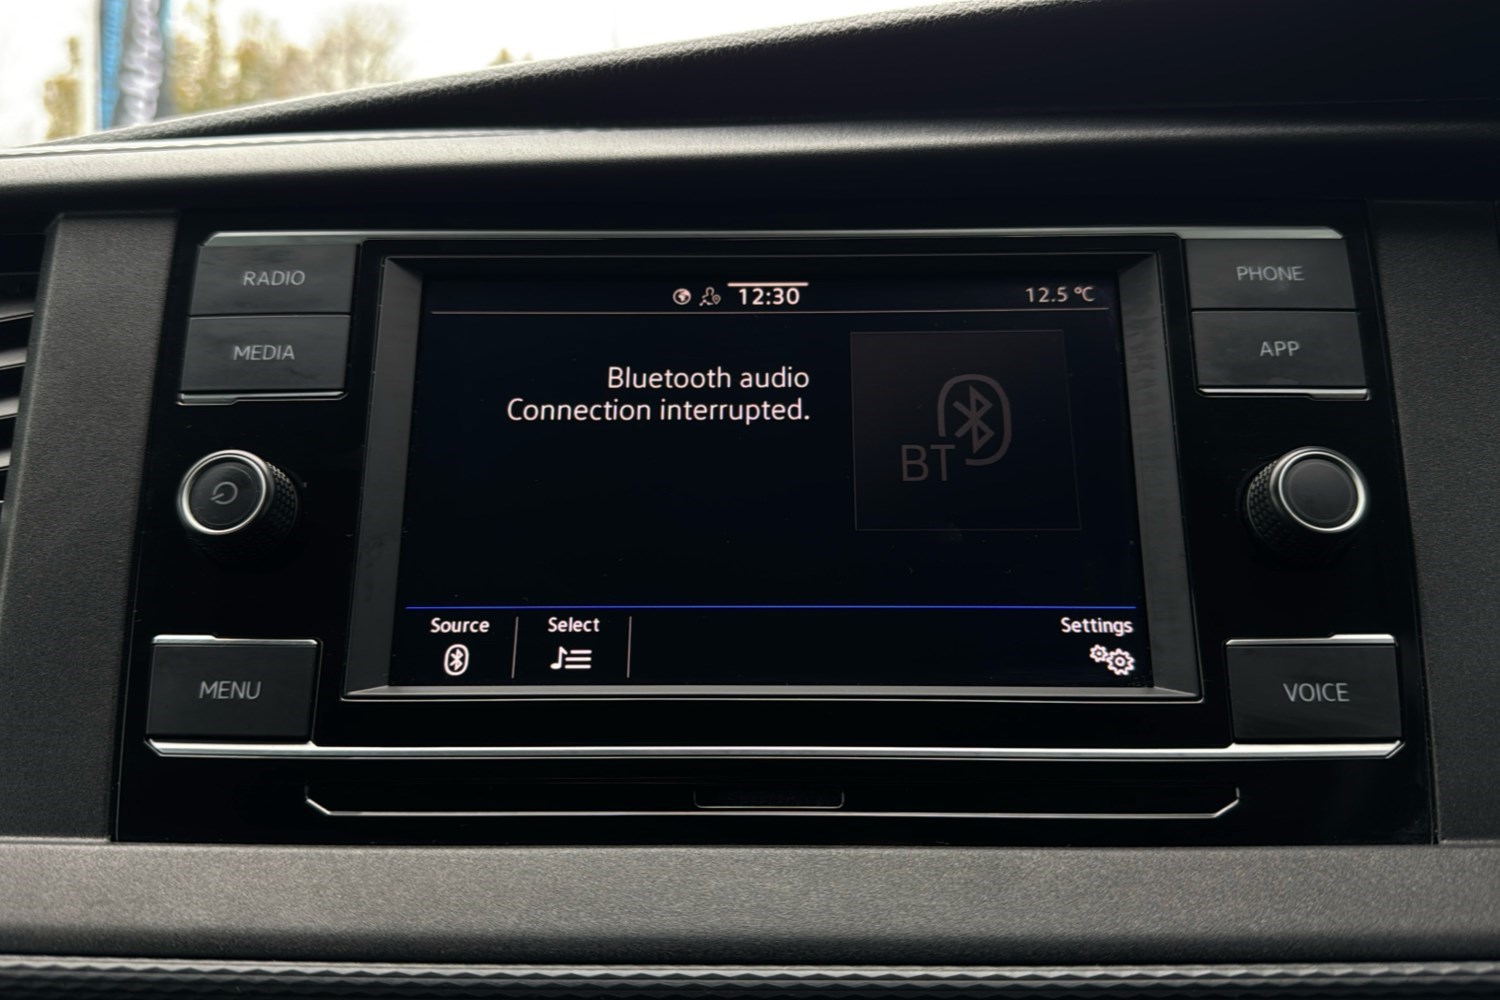 RADIO
MEDIA
MENU
12:30
12.5 °C
Bluetooth audio
Connection interrupted.
BT
Source
Select
Settings
PHONE
APP
VOICE